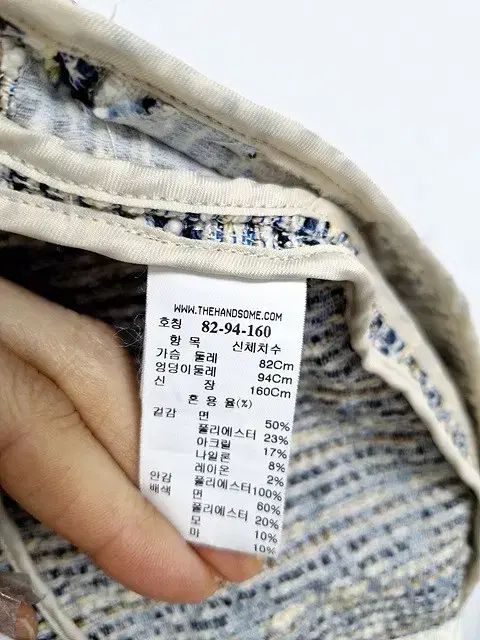 WWW.THEHANDSOME.COM
호칭 82-94-160
항 목 신체치수
가슴 둘레 82Cm
엉덩이둘레 94Cm
신 장 160Cm
혼 용 율(%)
겉감 면 50%
폴리에스터 23%
아크릴 17%
나일론 8%
레이온 2%
안감 폴리에스터100%
배색 면 60%
폴리에스터 20%
모 10%
마 10%